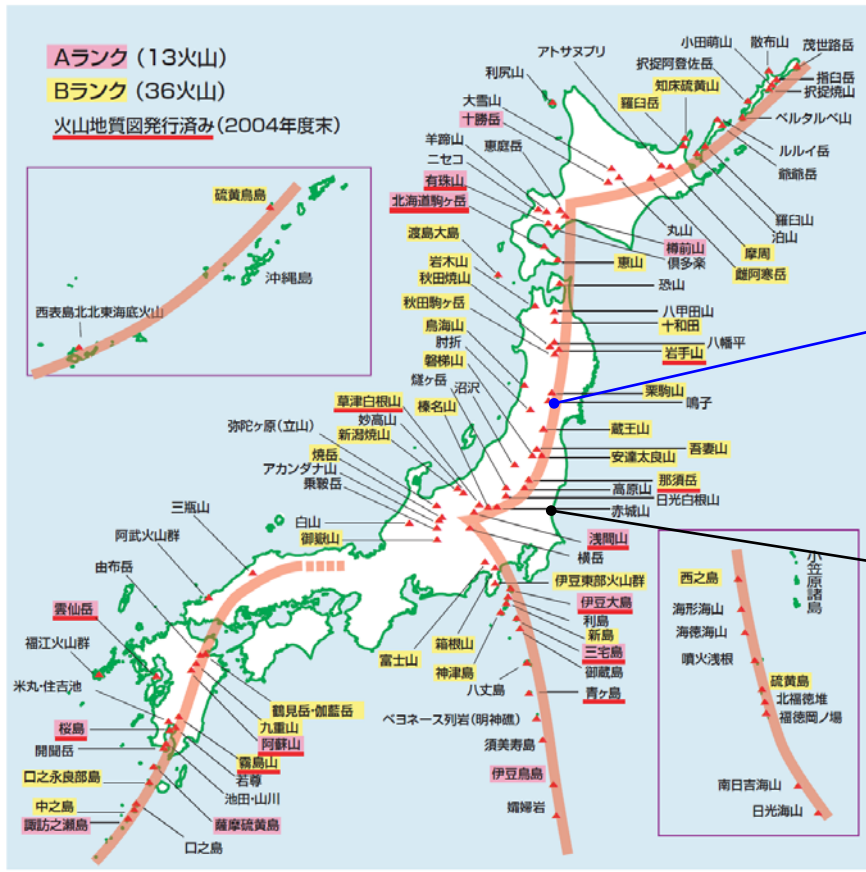 Aランク (13火山)
Bランク (36火山)
火山地質図発行済み(2004年度末)
硫黄鳥島
沖縄島
西表島北北東海底火山
アトサヌプリ
利尻山
大雪山
十勝岳
羊蹄山
ニセコ
恵庭岳
有珠山
北海道駒ヶ岳
渡島大島
小田萌山
散布山
茂世路岳
択捉阿登佐岳
指臼岳
知床硫黄山
択捉焼山
羅臼岳
ベルタルベ山
ルルイ岳
爺爺岳
羅臼山
泊山
丸山
摩周
樽前山
雌阿寒岳
倶多楽
恵山
恐山
岩木山
秋田焼山
秋田駒ヶ岳
八甲田山
十和田
八幡平
岩手山
鳥海山
肘折
磐梯山
燧ヶ岳
沼沢
栗駒山
鳴子
草津白根山
榛名山
妙高山
新潟焼山
弥陀ヶ原(立山)
焼岳
アカンダナ山
乗鞍岳
蔵王山
吾妻山
安達太良山
那須岳
高原山
日光白根山
赤城山
白山
御嶽山
浅間山
横岳
三瓶山
阿武火山群
由布岳
雲仙岳
福江火山群
米丸・住吉池
桜島
開聞岳
口之永良部島
中之島
諏訪之瀬島
口之島
薩摩硫黄島
池田・山川
若尊
霧島山
阿蘇山
九重山
鶴見岳・伽藍岳
富士山
箱根山
神津島
伊豆東部火山群
伊豆大島
利島
新島
三宅島
御蔵島
八丈島
青ヶ島
ベヨネース列岩(明神礁)
須美寿島
伊豆鳥島
孀婦岩
小笠原諸島
西之島
海形海山
海徳海山
噴火浅根
硫黄島
北福徳堆
福徳岡ノ場
南日吉海山
日光海山